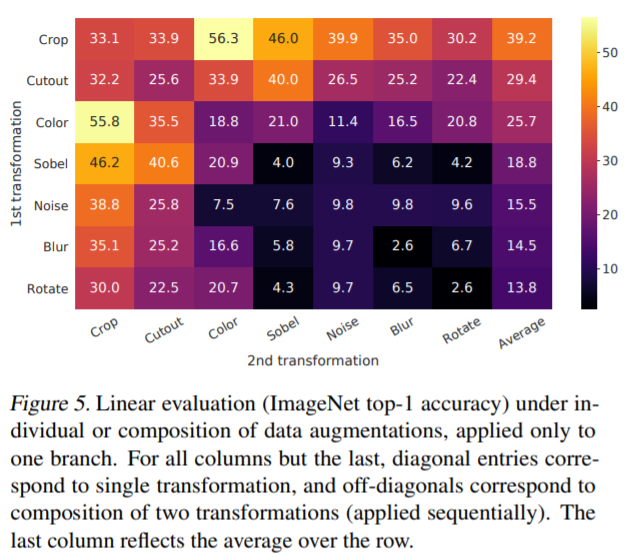 Crop 33.1 33.9 56.3 46.0 39.9 35.0 30.2 39.2
Cutout 32.2 25.6 33.9 40.0 26.5 25.2 22.4 29.4
Color 55.8 35.5 18.8 21.0 11.4 16.5 20.8 25.7
Sobel 46.2 40.6 20.9 4.0 9.3 6.2 4.2 18.8
Noise 38.8 25.8 7.5 7.6 9.8 9.8 9.6 15.5
Blur 35.1 25.2 16.6 5.8 9.7 2.6 6.7 14.5
Rotate 30.0 22.5 20.7 4.3 9.7 6.5 2.6 13.8
1st transformation
Crop Cutout Color Sobel Noise Blur Rotate Average
2nd transformation
50
40
30
20
10
Figure 5. Linear evaluation (ImageNet top-1 accuracy) under in-
dividual or composition of data augmentations, applied only to
one branch. For all columns but the last, diagonal entries corre-
spond to single transformation, and off-diagonals correspond to
composition of two transformations (applied sequentially). The
last column reflects the average over the row.